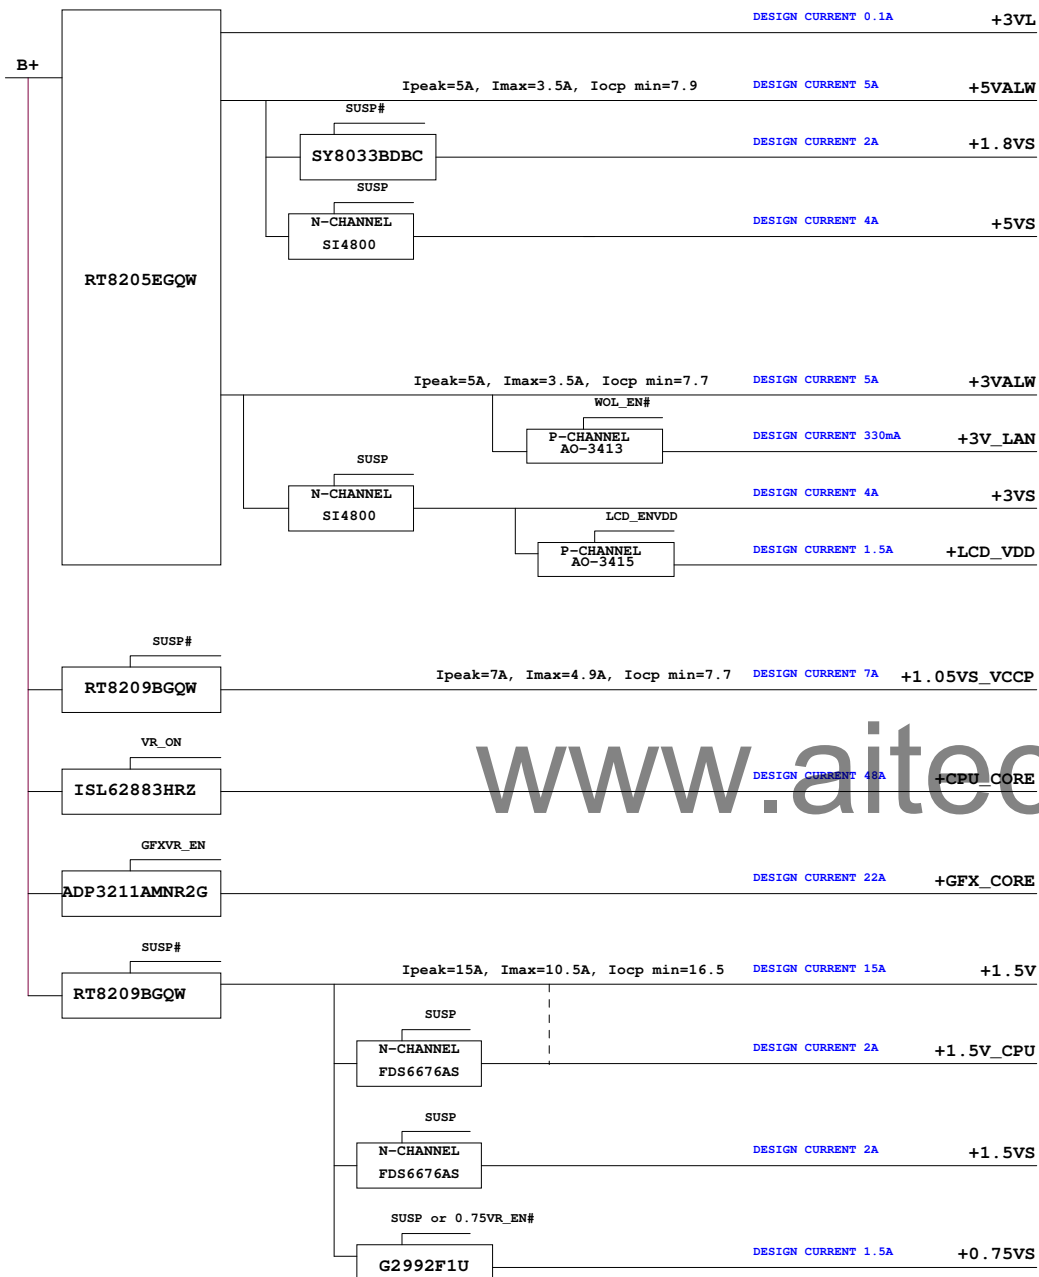 DESIGN CURRENT 0.1A +3VL
B+
Ipeak=5A, Imax=3.5A, Iocp min=7.9 DESIGN CURRENT 5A +5VALW
SUSP#
SY8033BDBC DESIGN CURRENT 2A +1.8VS
SUSP
N-CHANNEL
SI4800
DESIGN CURRENT 4A +5VS
RT8205EGQW
Ipeak=5A, Imax=3.5A, Iocp min=7.7 DESIGN CURRENT 5A +3VALW
WOL_EN#
P-CHANNEL
AO-3413
DESIGN CURRENT 330mA +3V_LAN
SUSP
N-CHANNEL
SI4800
DESIGN CURRENT 4A +3VS
LCD_ENVDD
P-CHANNEL
AO-3415
DESIGN CURRENT 1.5A +LCD_VDD
SUSP#
RT8209BGQW Ipeak=7A, Imax=4.9A, Iocp min=7.7 DESIGN CURRENT 7A +1.05VS_VCCP
VR_ON
ISL62883HRZ DESIGN CURRENT 48A +CPU_CORE
www.aitec
GFXVR_EN
ADP3211AMNR2G DESIGN CURRENT 22A +GFX_CORE
SUSP#
RT8209BGQW Ipeak=15A, Imax=10.5A, Iocp min=16.5 DESIGN CURRENT 15A +1.5V
SUSP
N-CHANNEL
FDS6676AS
DESIGN CURRENT 2A +1.5V_CPU
SUSP
N-CHANNEL
FDS6676AS
DESIGN CURRENT 2A +1.5VS
SUSP or 0.75VR_EN#
G2992F1U DESIGN CURRENT 1.5A +0.75VS